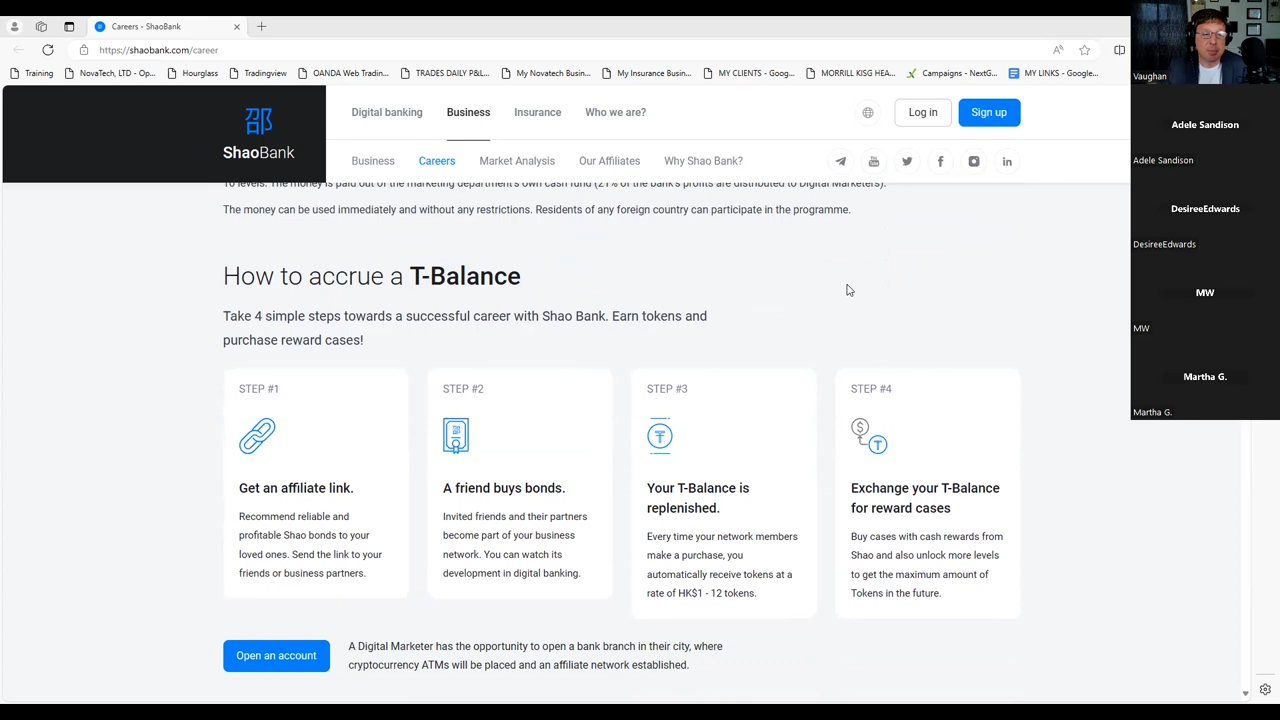 Careers - ShaoBank
https://shaobank.com/career
Training
NovaTech, LTD - Op...
Hourglass
Tradingview
OANDA Web Tradin...
TRADES DAILY P&L...
My Novatech Busin...
My Insurance Busin...
MY CLIENTS - Goog...
MORRILL KISG HEA...
Campaigns - NextG...
MY LINKS - Google...
邵
ShaoBank
Digital banking
Business
Insurance
Who we are?
Log in
Sign up
Business
Careers
Market Analysis
Our Affiliates
Why Shao Bank?
10 levels. The money is paid out of the marketing department's own cash fund (21% of the bank's profits are distributed to Digital Marketers).
The money can be used immediately and without any restrictions. Residents of any foreign country can participate in the programme.
How to accrue a T-Balance
Take 4 simple steps towards a successful career with Shao Bank. Earn tokens and
purchase reward cases!
STEP #1
Get an affiliate link.
Recommend reliable and
profitable Shao bonds to your
loved ones. Send the link to your
friends or business partners.
STEP #2
A friend buys bonds.
Invited friends and their partners
become part of your business
network. You can watch its
development in digital banking.
STEP #3
Your T-Balance is
replenished.
Every time your network members
make a purchase, you
automatically receive tokens at a
rate of HK$1 - 12 tokens.
STEP #4
Exchange your T-Balance
for reward cases
Buy cases with cash rewards from
Shao and also unlock more levels
to get the maximum amount of
Tokens in the future.
Open an account
A Digital Marketer has the opportunity to open a bank branch in their city, where
cryptocurrency ATMs will be placed and an affiliate network established.
Vaughan
Adele Sandison
Adele Sandison
DesireeEdwards
DesireeEdwards
MW
MW
Martha G.
Martha G.